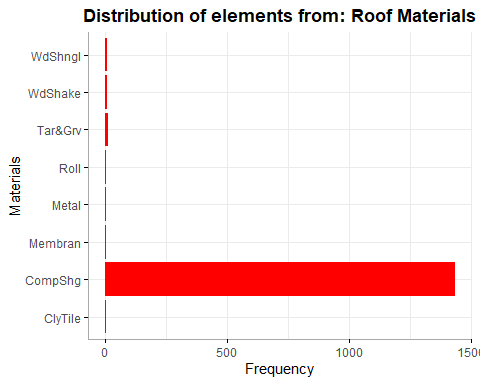 Distribution of elements from: Roof Materials
WdShngl
WdShake
Tar&Grv
Roll
Metal
Membran
CompShg
ClyTile
Materials
0 500 1000 1500
Frequency